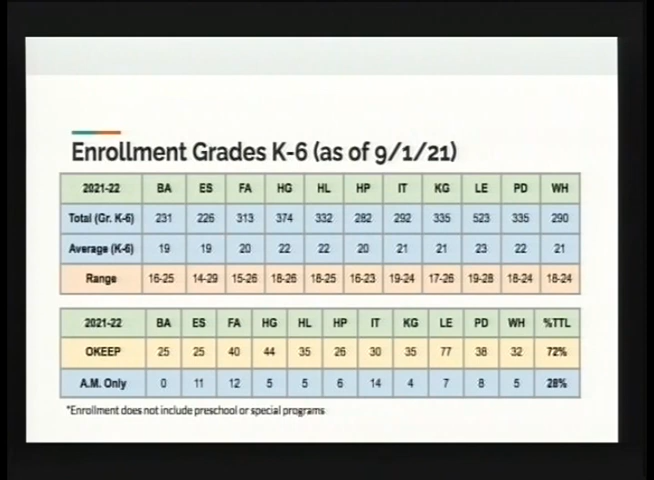 Enrollment Grades K-6 (as of 9/1/21)
2021-22 BA ES FA HG HL HP IT KG LE PD WH
Total (Gr. K-6) 231 226 313 374 332 282 292 335 523 335 290
Average (K-6) 19 19 20 22 22 20 21 21 23 22 21
Range 16-25 14-29 15-26 18-26 18-25 16-23 19-24 17-26 19-28 18-24 18-24
2021-22 BA ES FA HG HL HP IT KG LE PD WH %TTL
OKEEP 25 25 40 44 35 26 30 35 77 38 32 72%
A.M. Only 0 11 12 5 5 6 14 4 7 8 5 28%
*Enrollment does not include preschool or special programs